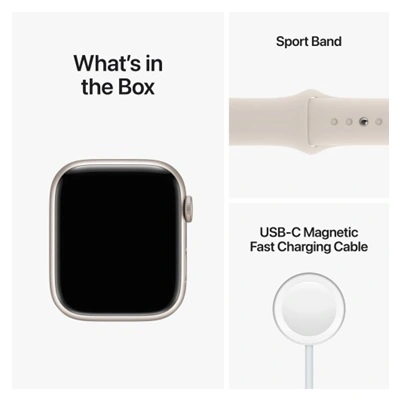 What's in
the Box
Sport Band
USB-C Magnetic
Fast Charging Cable